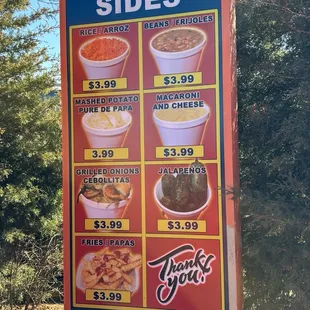 SIDES
RICE / ARROZ
$3.99
BEANS / FRIJOLES
$3.99
MASHED POTATO
PURE DE PAPA
3.99
MACARONI
AND CHEESE
$3.99
GRILLED ONIONS
CEBOLLITAS
$3.99
JALAPEÑOS
$3.99
FRIES / PAPAS
$3.99
Thank
you!